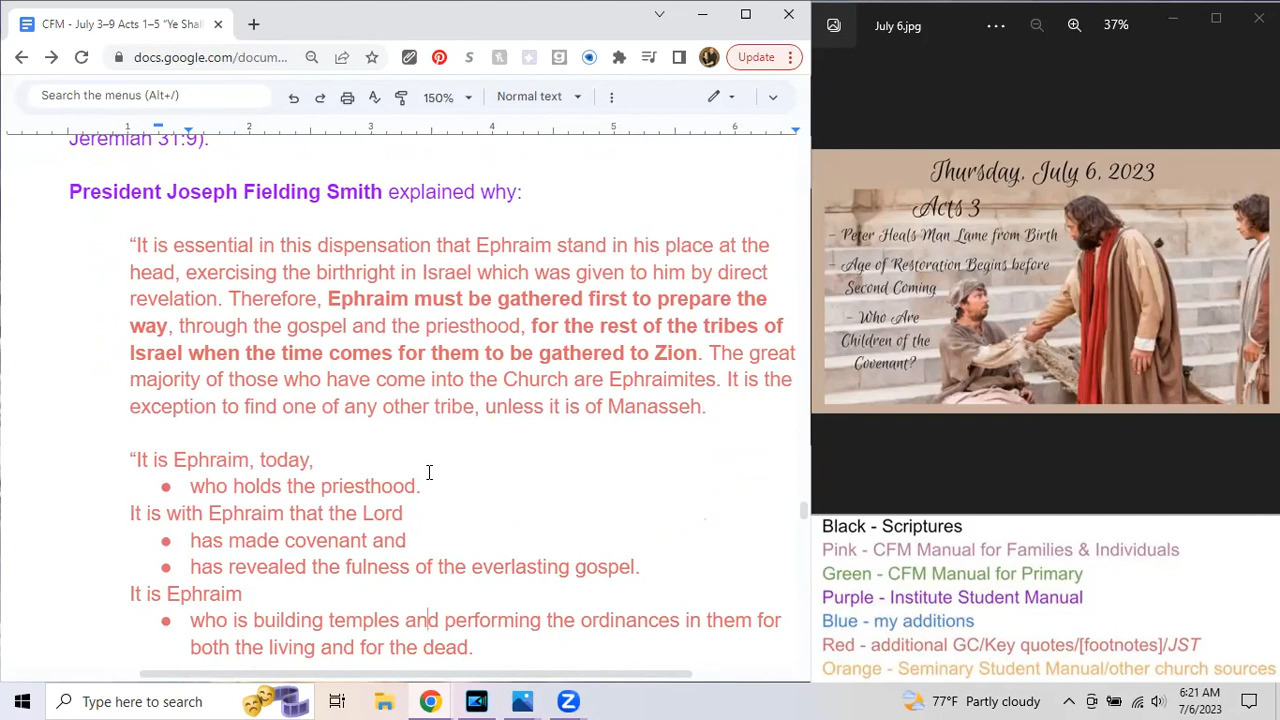 CFM - July 3–9 Acts 1–5 "Ye Shal
July 6.jpg
37%
docs.google.com/docum...
Update
Search the menus (Alt+/)
150%
Normal text
1 2 3 4 5 6
Jeremiah 31:9).
President Joseph Fielding Smith explained why:
“It is essential in this dispensation that Ephraim stand in his place at the
head, exercising the birthright in Israel which was given to him by direct
revelation. Therefore, Ephraim must be gathered first to prepare the
way, through the gospel and the priesthood, for the rest of the tribes of
Israel when the time comes for them to be gathered to Zion. The great
majority of those who have come into the Church are Ephraimites. It is the
exception to find one of any other tribe, unless it is of Manasseh.
“It is Ephraim, today,
● who holds the priesthood.
It is with Ephraim that the Lord
● has made covenant and
● has revealed the fulness of the everlasting gospel.
It is Ephraim
● who is building temples and performing the ordinances in them for
both the living and for the dead.
Thursday, July 6, 2023
Acts 3
- Peter Heals Man Lame from Birth
- Age of Restoration Begins before
Second Coming
- Who Are
Children of the
Covenant?
Black - Scriptures
Pink - CFM Manual for Families & Individuals
Green - CFM Manual for Primary
Purple - Institute Student Manual
Blue - my additions
Red - additional GC/Key quotes/[footnotes]/JST
Orange - Seminary Student Manual/other church sources
Type here to search
77°F Partly cloudy
6:21 AM
7/6/2023